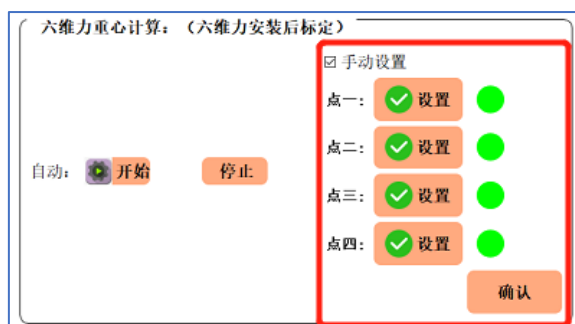 六维力重心计算：（六维力安装后标定）
手动设置
点一： 设置
点二： 设置
自动： 开始 停止
点三： 设置
点四： 设置
确认